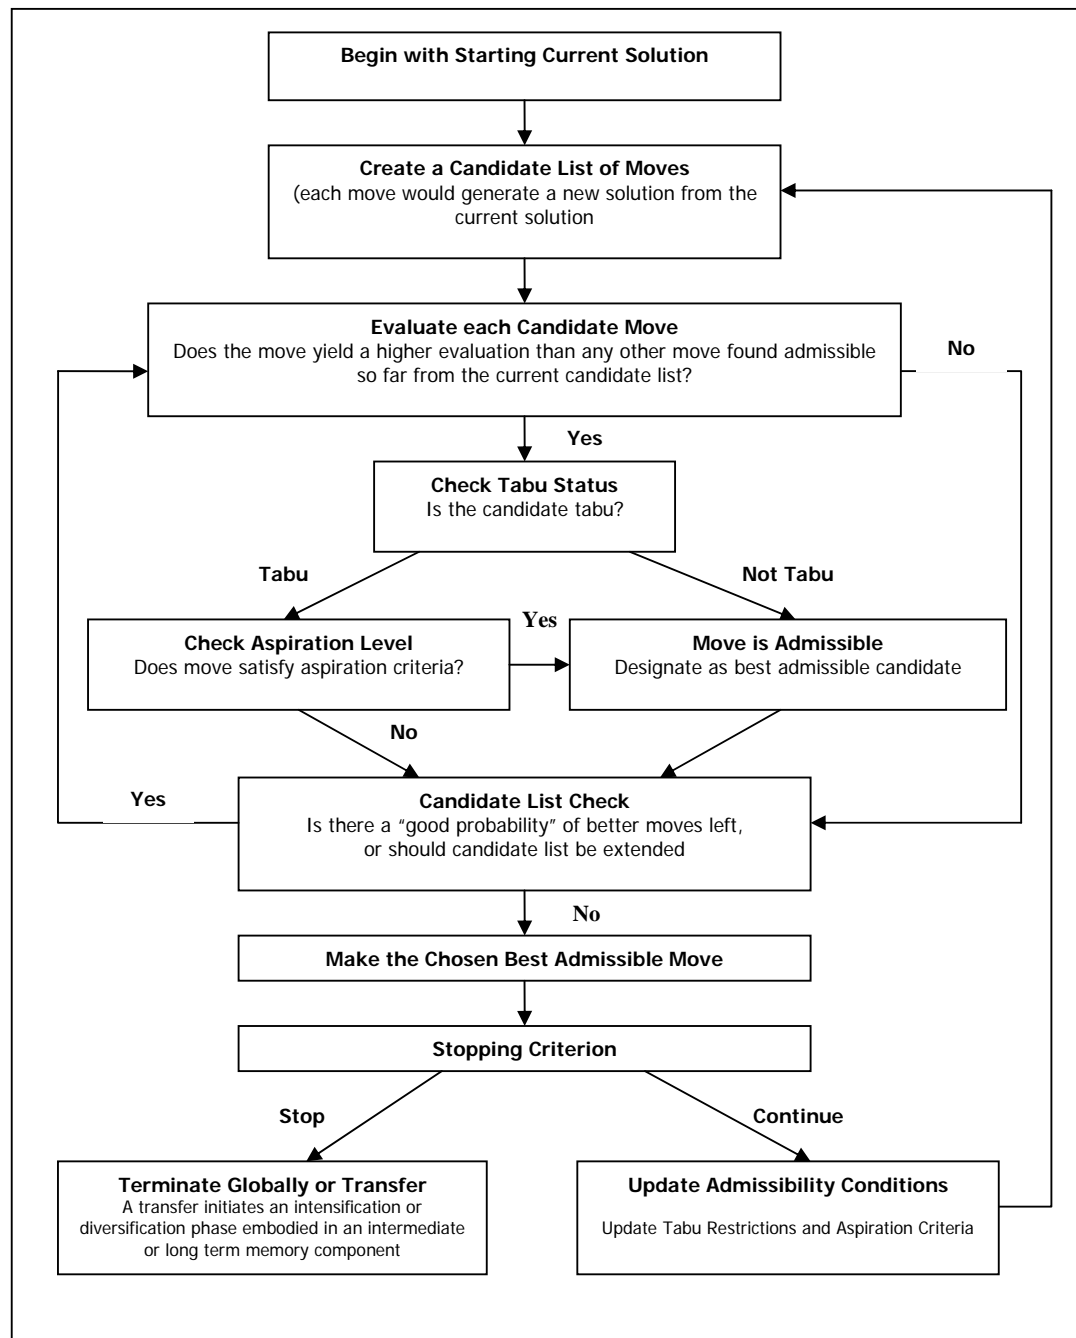 Begin with Starting Current Solution
Create a Candidate List of Moves
(each move would generate a new solution from the
current solution
Evaluate each Candidate Move
Does the move yield a higher evaluation than any other move found admissible
so far from the current candidate list?
No
Yes
Check Tabu Status
Is the candidate tabu?
Tabu
Not Tabu
Check Aspiration Level
Does move satisfy aspiration criteria?
Yes
Move is Admissible
Designate as best admissible candidate
No
Yes
Candidate List Check
Is there a “good probability” of better moves left,
or should candidate list be extended
No
Make the Chosen Best Admissible Move
Stopping Criterion
Stop
Continue
Terminate Globally or Transfer
A transfer initiates an intensification or
diversification phase embodied in an intermediate
or long term memory component
Update Admissibility Conditions
Update Tabu Restrictions and Aspiration Criteria